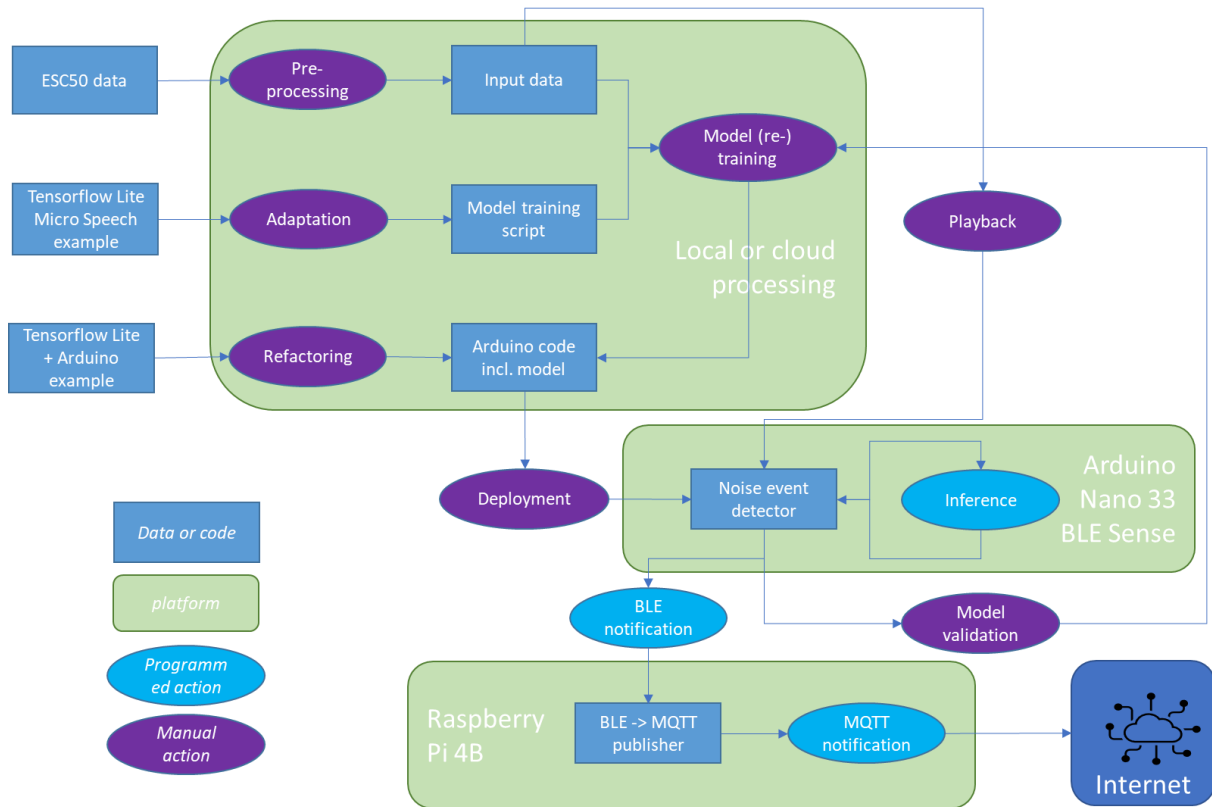 ESC50 data
Pre-
processing
Input data
Model (re-)
training
Tensorflow Lite
Micro Speech
example
Adaptation
Model training
script
Playback
Local or cloud
processing
Tensorflow Lite
+ Arduino
example
Refactoring
Arduino code
incl. model
Deployment
Noise event
detector
Inference
Arduino
Nano 33
BLE Sense
Data or code
platform
Programm
ed action
Manual
action
BLE
notification
Model
validation
Raspberry
Pi 4B
BLE -> MQTT
publisher
MQTT
notification
Internet